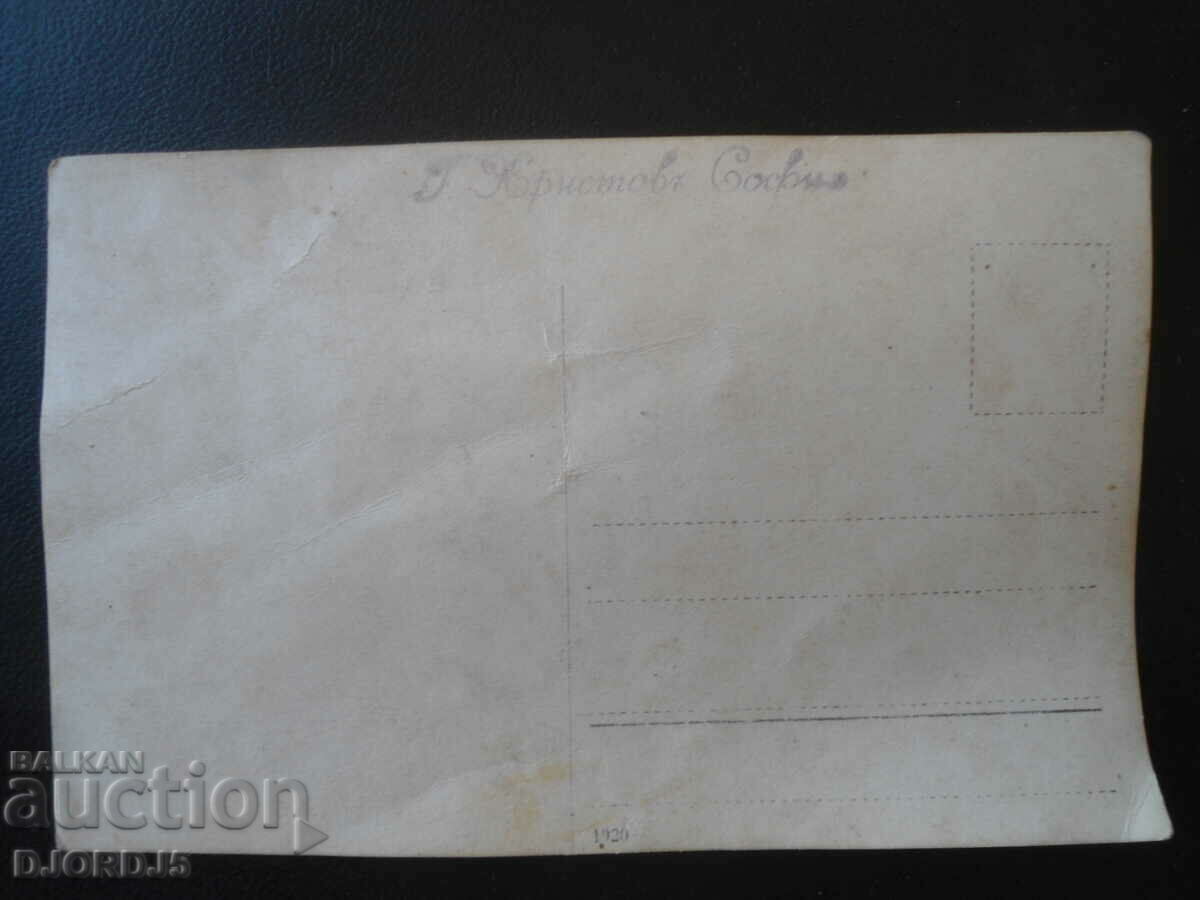 Г. Христовъ София.
1920
BALKAN
auction
DJORDJ5